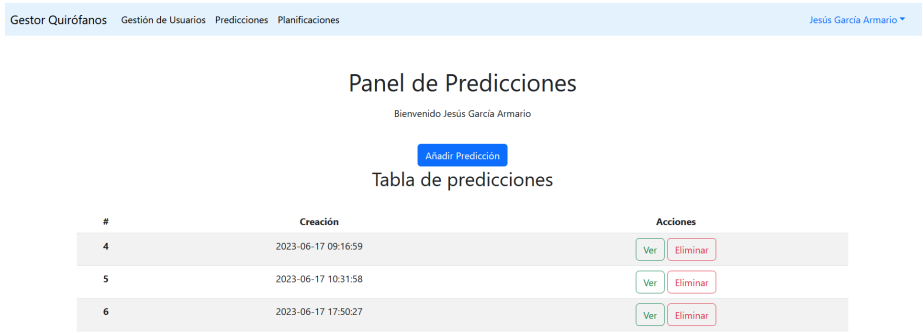 Gestor Quirófanos Gestión de Usuarios Predicciones Planificaciones Jesús García Armario
Panel de Predicciones
Bienvenido Jesús García Armario
Añadir Predicción
Tabla de predicciones
# Creación Acciones
4 2023-06-17 09:16:59 Ver Eliminar
5 2023-06-17 10:31:58 Ver Eliminar
6 2023-06-17 17:50:27 Ver Eliminar